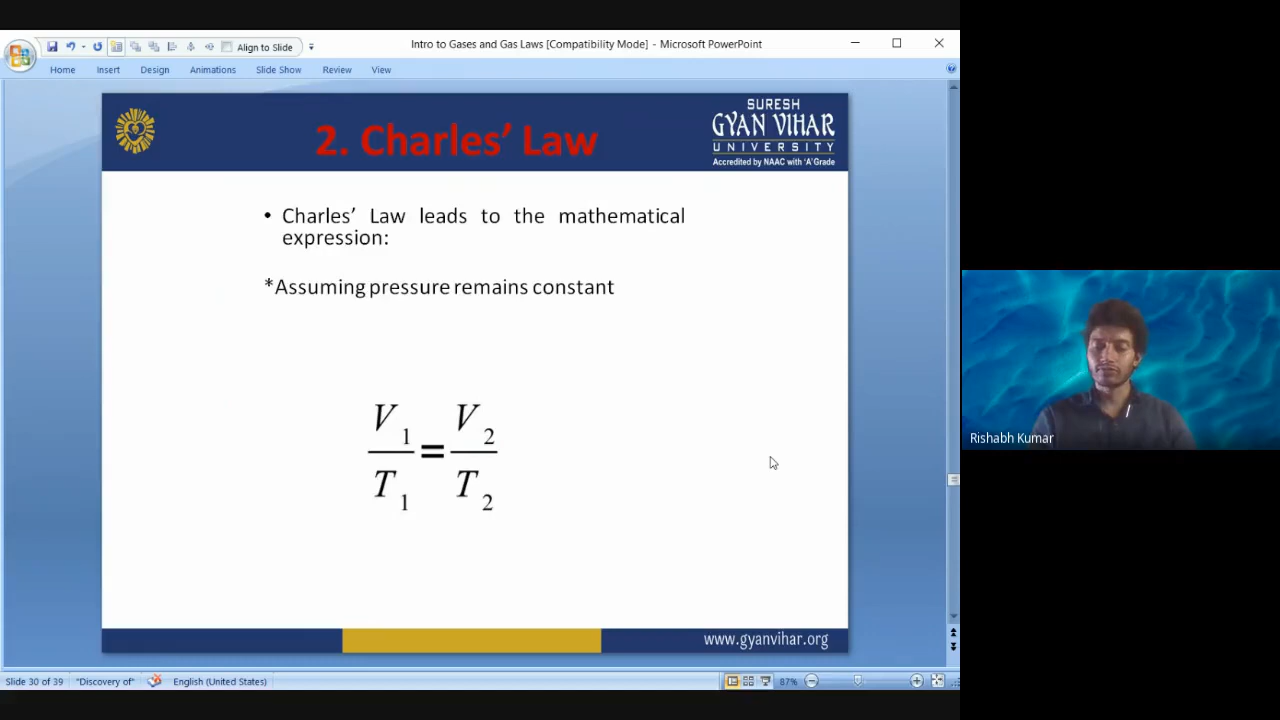 Align to Slide
Intro to Gases and Gas Laws [Compatibility Mode] - Microsoft PowerPoint
Home Insert Design Animations Slide Show Review View
SURESH
GYAN VIHAR
UNIVERSITY
Accredited by NAAC with 'A' Grade
2. Charles’ Law
• Charles’ Law leads to the mathematical
expression:
*Assuming pressure remains constant
V1 / T1 = V2 / T2
www.gyanvihar.org
Rishabh Kumar
Slide 30 of 39 "Discovery of" English (United States) 87%